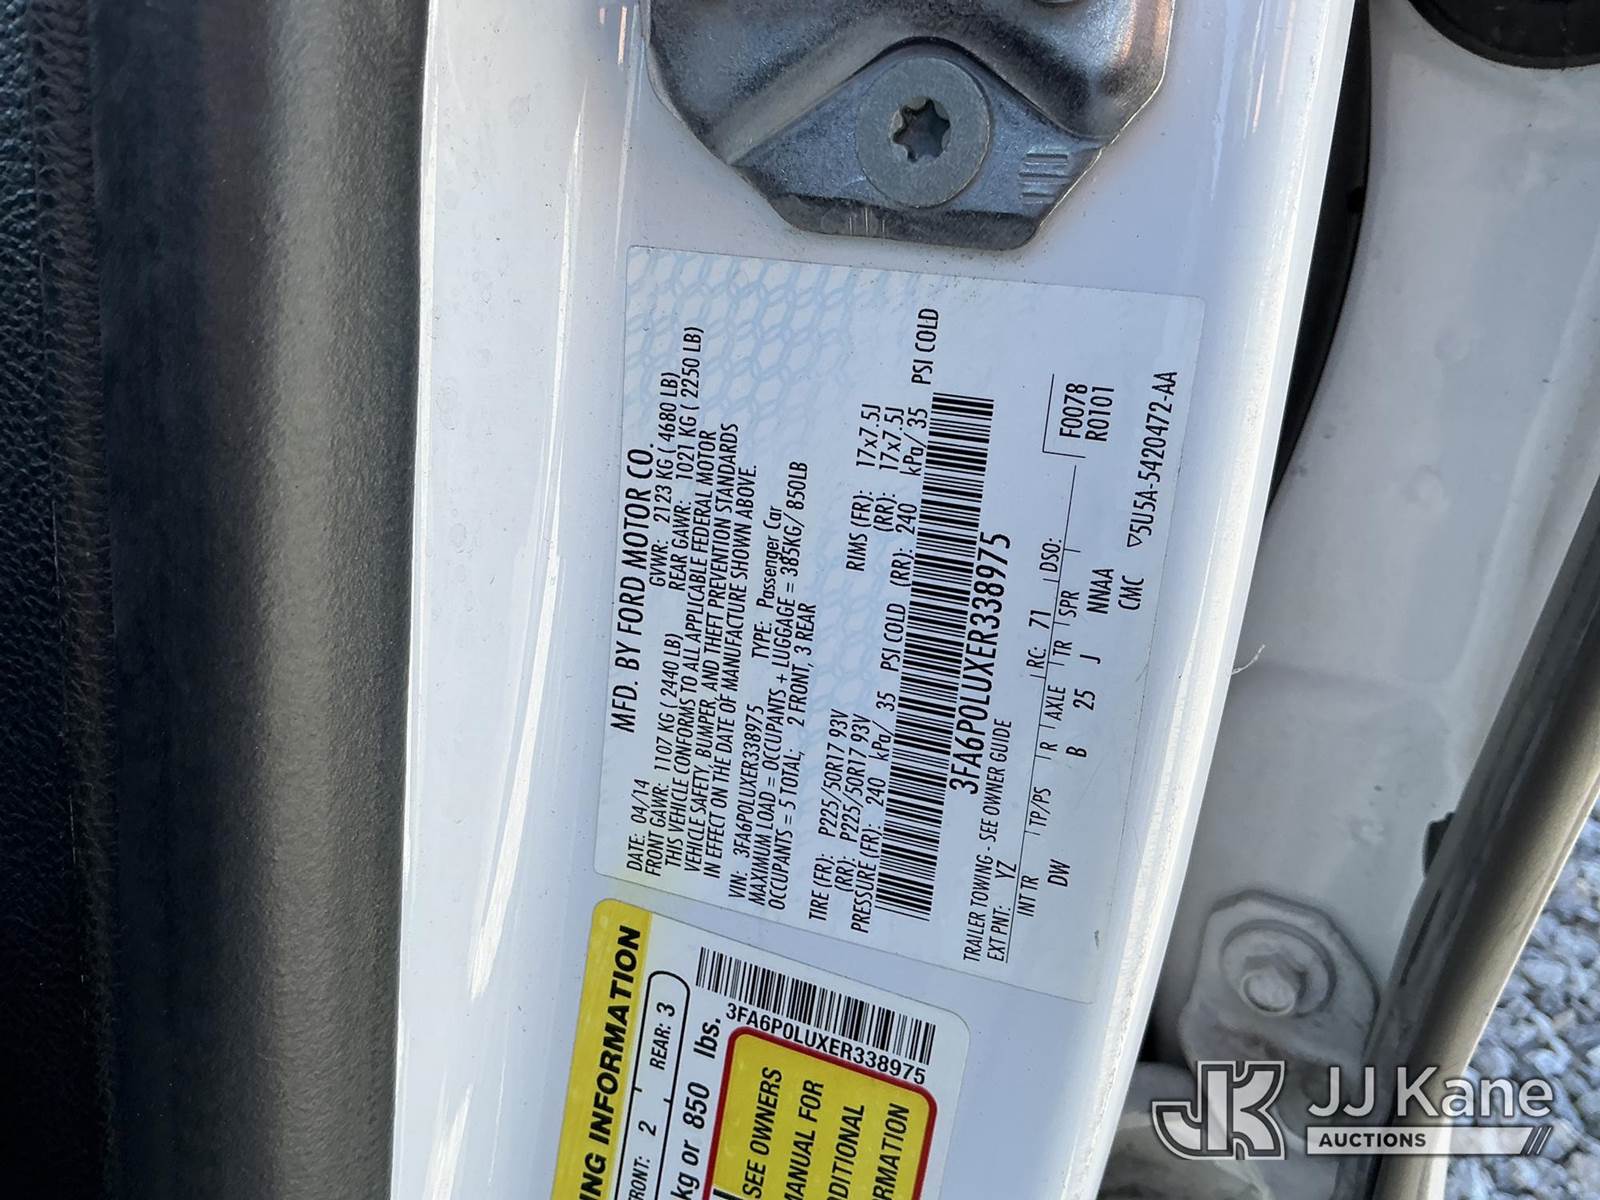 MFD. BY FORD MOTOR CO.
DATE: 04/14 GVWR: 2123 KG ( 4680 LB)
FRONT GAWR: 1107 KG ( 2440 LB) REAR GAWR: 1021 KG ( 2250 LB)
THIS VEHICLE CONFORMS TO ALL APPLICABLE FEDERAL MOTOR
VEHICLE SAFETY, BUMPER, AND THEFT PREVENTION STANDARDS
IN EFFECT ON THE DATE OF MANUFACTURE SHOWN ABOVE.
VIN: 3FA6P0LUXER338975 TYPE: Passenger Car
MAXIMUM LOAD = OCCUPANTS + LUGGAGE = 385KG/ 850LB
OCCUPANTS = 5 TOTAL; 2 FRONT, 3 REAR
TIRE (FR): P225/50R17 93V RIMS (FR): 17x7.5J
(RR): P225/50R17 93V (RR): 17x7.5J
PRESSURE (FR): 240 kPa/ 35 PSI COLD (RR): 240 kPa/ 35 PSI COLD
3FA6P0LUXER338975
TRAILER TOWING - SEE OWNER GUIDE
EXT PNT: YZ RC: 71 DSO: F0078
INT TR TP/PS R AXLE TR SPR R0101
DW B 25 J NNAA
CMC ▽5U5A-5420472-AA
ING INFORMATION
FRONT: 2 REAR: 3
kg or 850 lbs.
3FA6P0LUXER338975
SEE OWNERS
MANUAL FOR
DITIONAL
ORMATION
JK JJ Kane
AUCTIONS